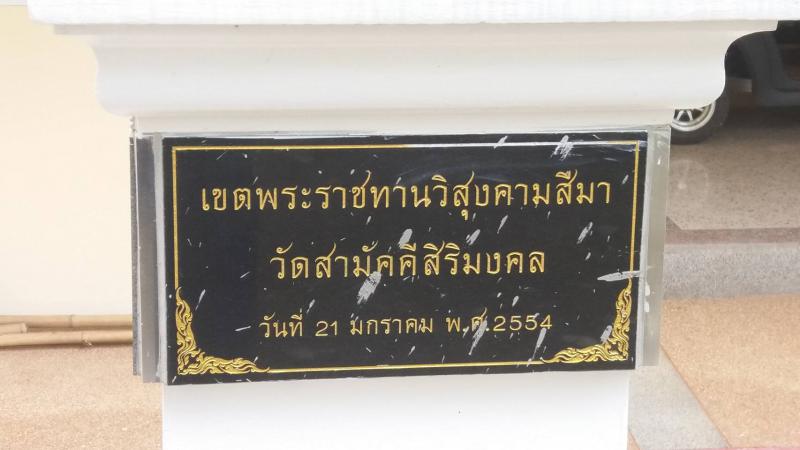 เขตพระราชทานวิสุงคามสีมา
วัดสามัคคีสิริมงคล
วันที่ 21 มกราคม พ.ศ.2554